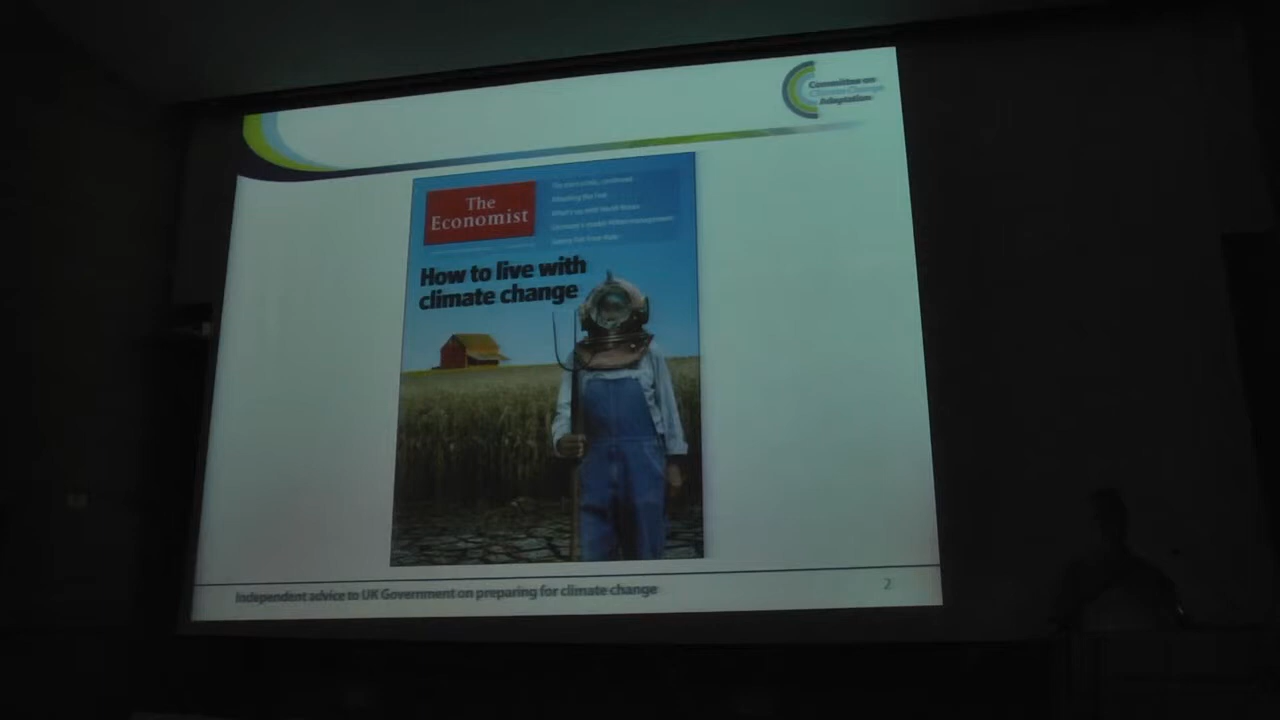 Committee on
Climate Change
Adaptation
The
Economist
How to live with
climate change
Independent advice to UK Government on preparing for climate change
2